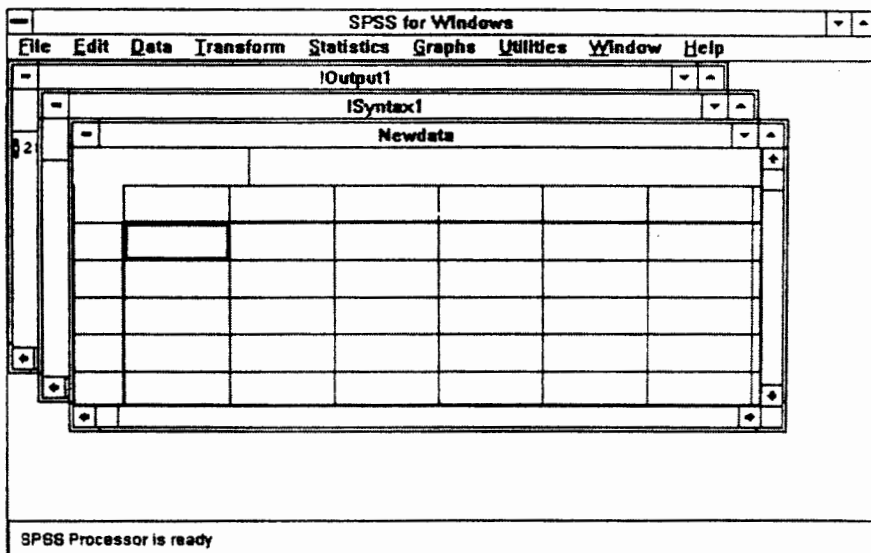 SPSS for Windows
File Edit Data Transform Statistics Graphs Utilities Window Help
!Output1
!Syntax1
Newdata
2
SPSS Processor is ready